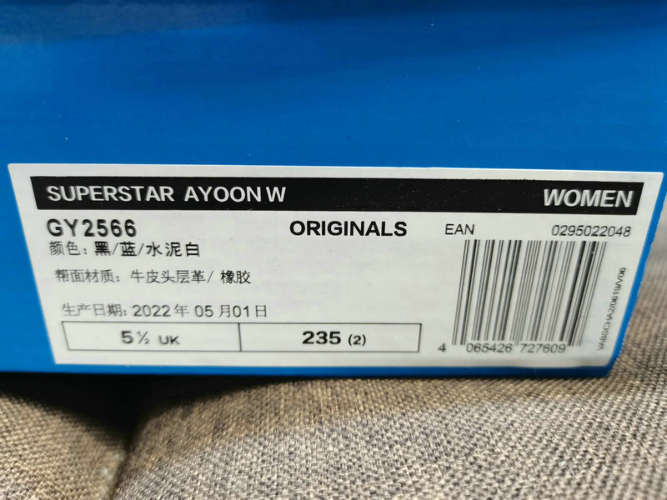 SUPERSTAR AYOON W WOMEN
GY2566 ORIGINALS EAN 0295022048
颜色: 黑/蓝/水泥白
帮面材质: 牛皮头层革/ 橡胶
生产日期: 2022 年 05 月01日
5½ UK 235 (2)
4 065426 727609